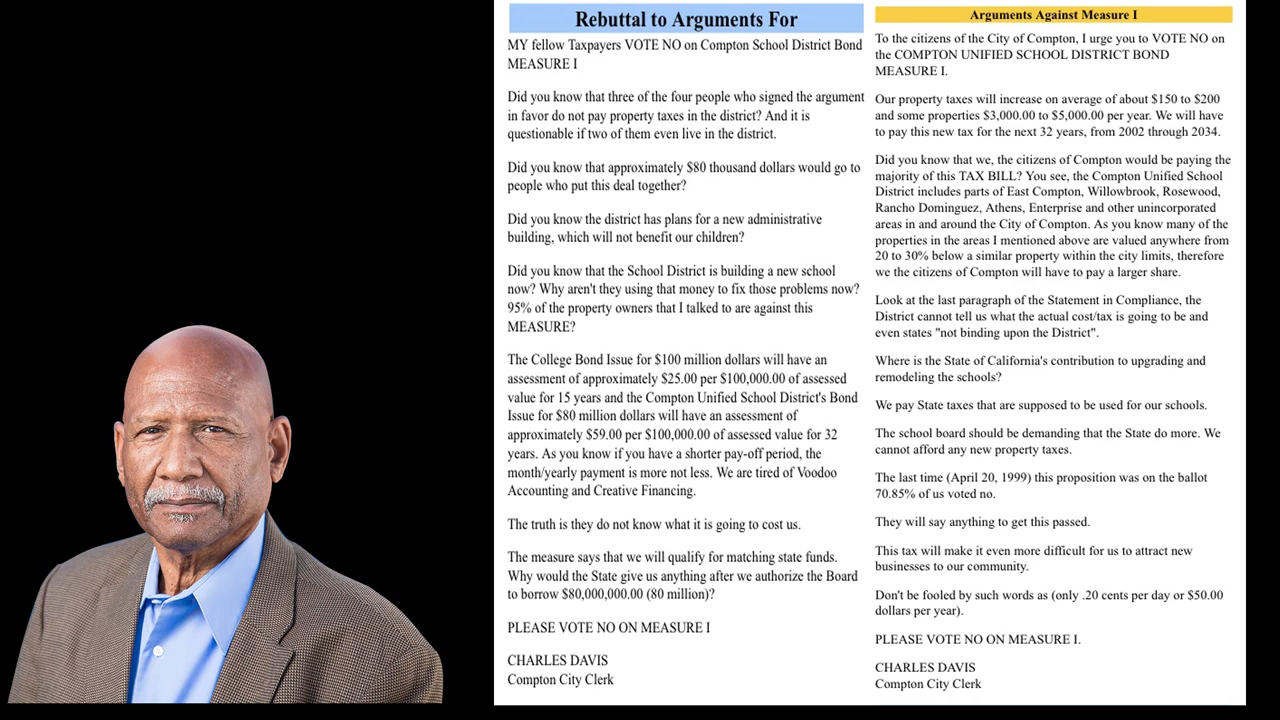 Rebuttal to Arguments For
MY fellow Taxpayers VOTE NO on Compton School District Bond
MEASURE I
Did you know that three of the four people who signed the argument
in favor do not pay property taxes in the district? And it is
questionable if two of them even live in the district.
Did you know that approximately $80 thousand dollars would go to
people who put this deal together?
Did you know the district has plans for a new administrative
building, which will not benefit our children?
Did you know that the School District is building a new school
now? Why aren't they using that money to fix those problems now?
95% of the property owners that I talked to are against this
MEASURE?
The College Bond Issue for $100 million dollars will have an
assessment of approximately $25.00 per $100,000.00 of assessed
value for 15 years and the Compton Unified School District's Bond
Issue for $80 million dollars will have an assessment of
approximately $59.00 per $100,000.00 of assessed value for 32
years. As you know if you have a shorter pay-off period, the
month/yearly payment is more not less. We are tired of Voodoo
Accounting and Creative Financing.
The truth is they do not know what it is going to cost us.
The measure says that we will qualify for matching state funds.
Why would the State give us anything after we authorize the Board
to borrow $80,000,000.00 (80 million)?
PLEASE VOTE NO ON MEASURE I
CHARLES DAVIS
Compton City Clerk
Arguments Against Measure I
To the citizens of the City of Compton, I urge you to VOTE NO on
the COMPTON UNIFIED SCHOOL DISTRICT BOND
MEASURE I.
Our property taxes will increase on average of about $150 to $200
and some properties $3,000.00 to $5,000.00 per year. We will have
to pay this new tax for the next 32 years, from 2002 through 2034.
Did you know that we, the citizens of Compton would be paying the
majority of this TAX BILL? You see, the Compton Unified School
District includes parts of East Compton, Willowbrook, Rosewood,
Rancho Dominguez, Athens, Enterprise and other unincorporated
areas in and around the City of Compton. As you know many of the
properties in the areas I mentioned above are valued anywhere from
20 to 30% below a similar property within the city limits, therefore
we the citizens of Compton will have to pay a larger share.
Look at the last paragraph of the Statement in Compliance, the
District cannot tell us what the actual cost/tax is going to be and
even states "not binding upon the District".
Where is the State of California's contribution to upgrading and
remodeling the schools?
We pay State taxes that are supposed to be used for our schools.
The school board should be demanding that the State do more. We
cannot afford any new property taxes.
The last time (April 20, 1999) this proposition was on the ballot
70.85% of us voted no.
They will say anything to get this passed.
This tax will make it even more difficult for us to attract new
businesses to our community.
Don't be fooled by such words as (only .20 cents per day or $50.00
dollars per year).
PLEASE VOTE NO ON MEASURE I.
CHARLES DAVIS
Compton City Clerk